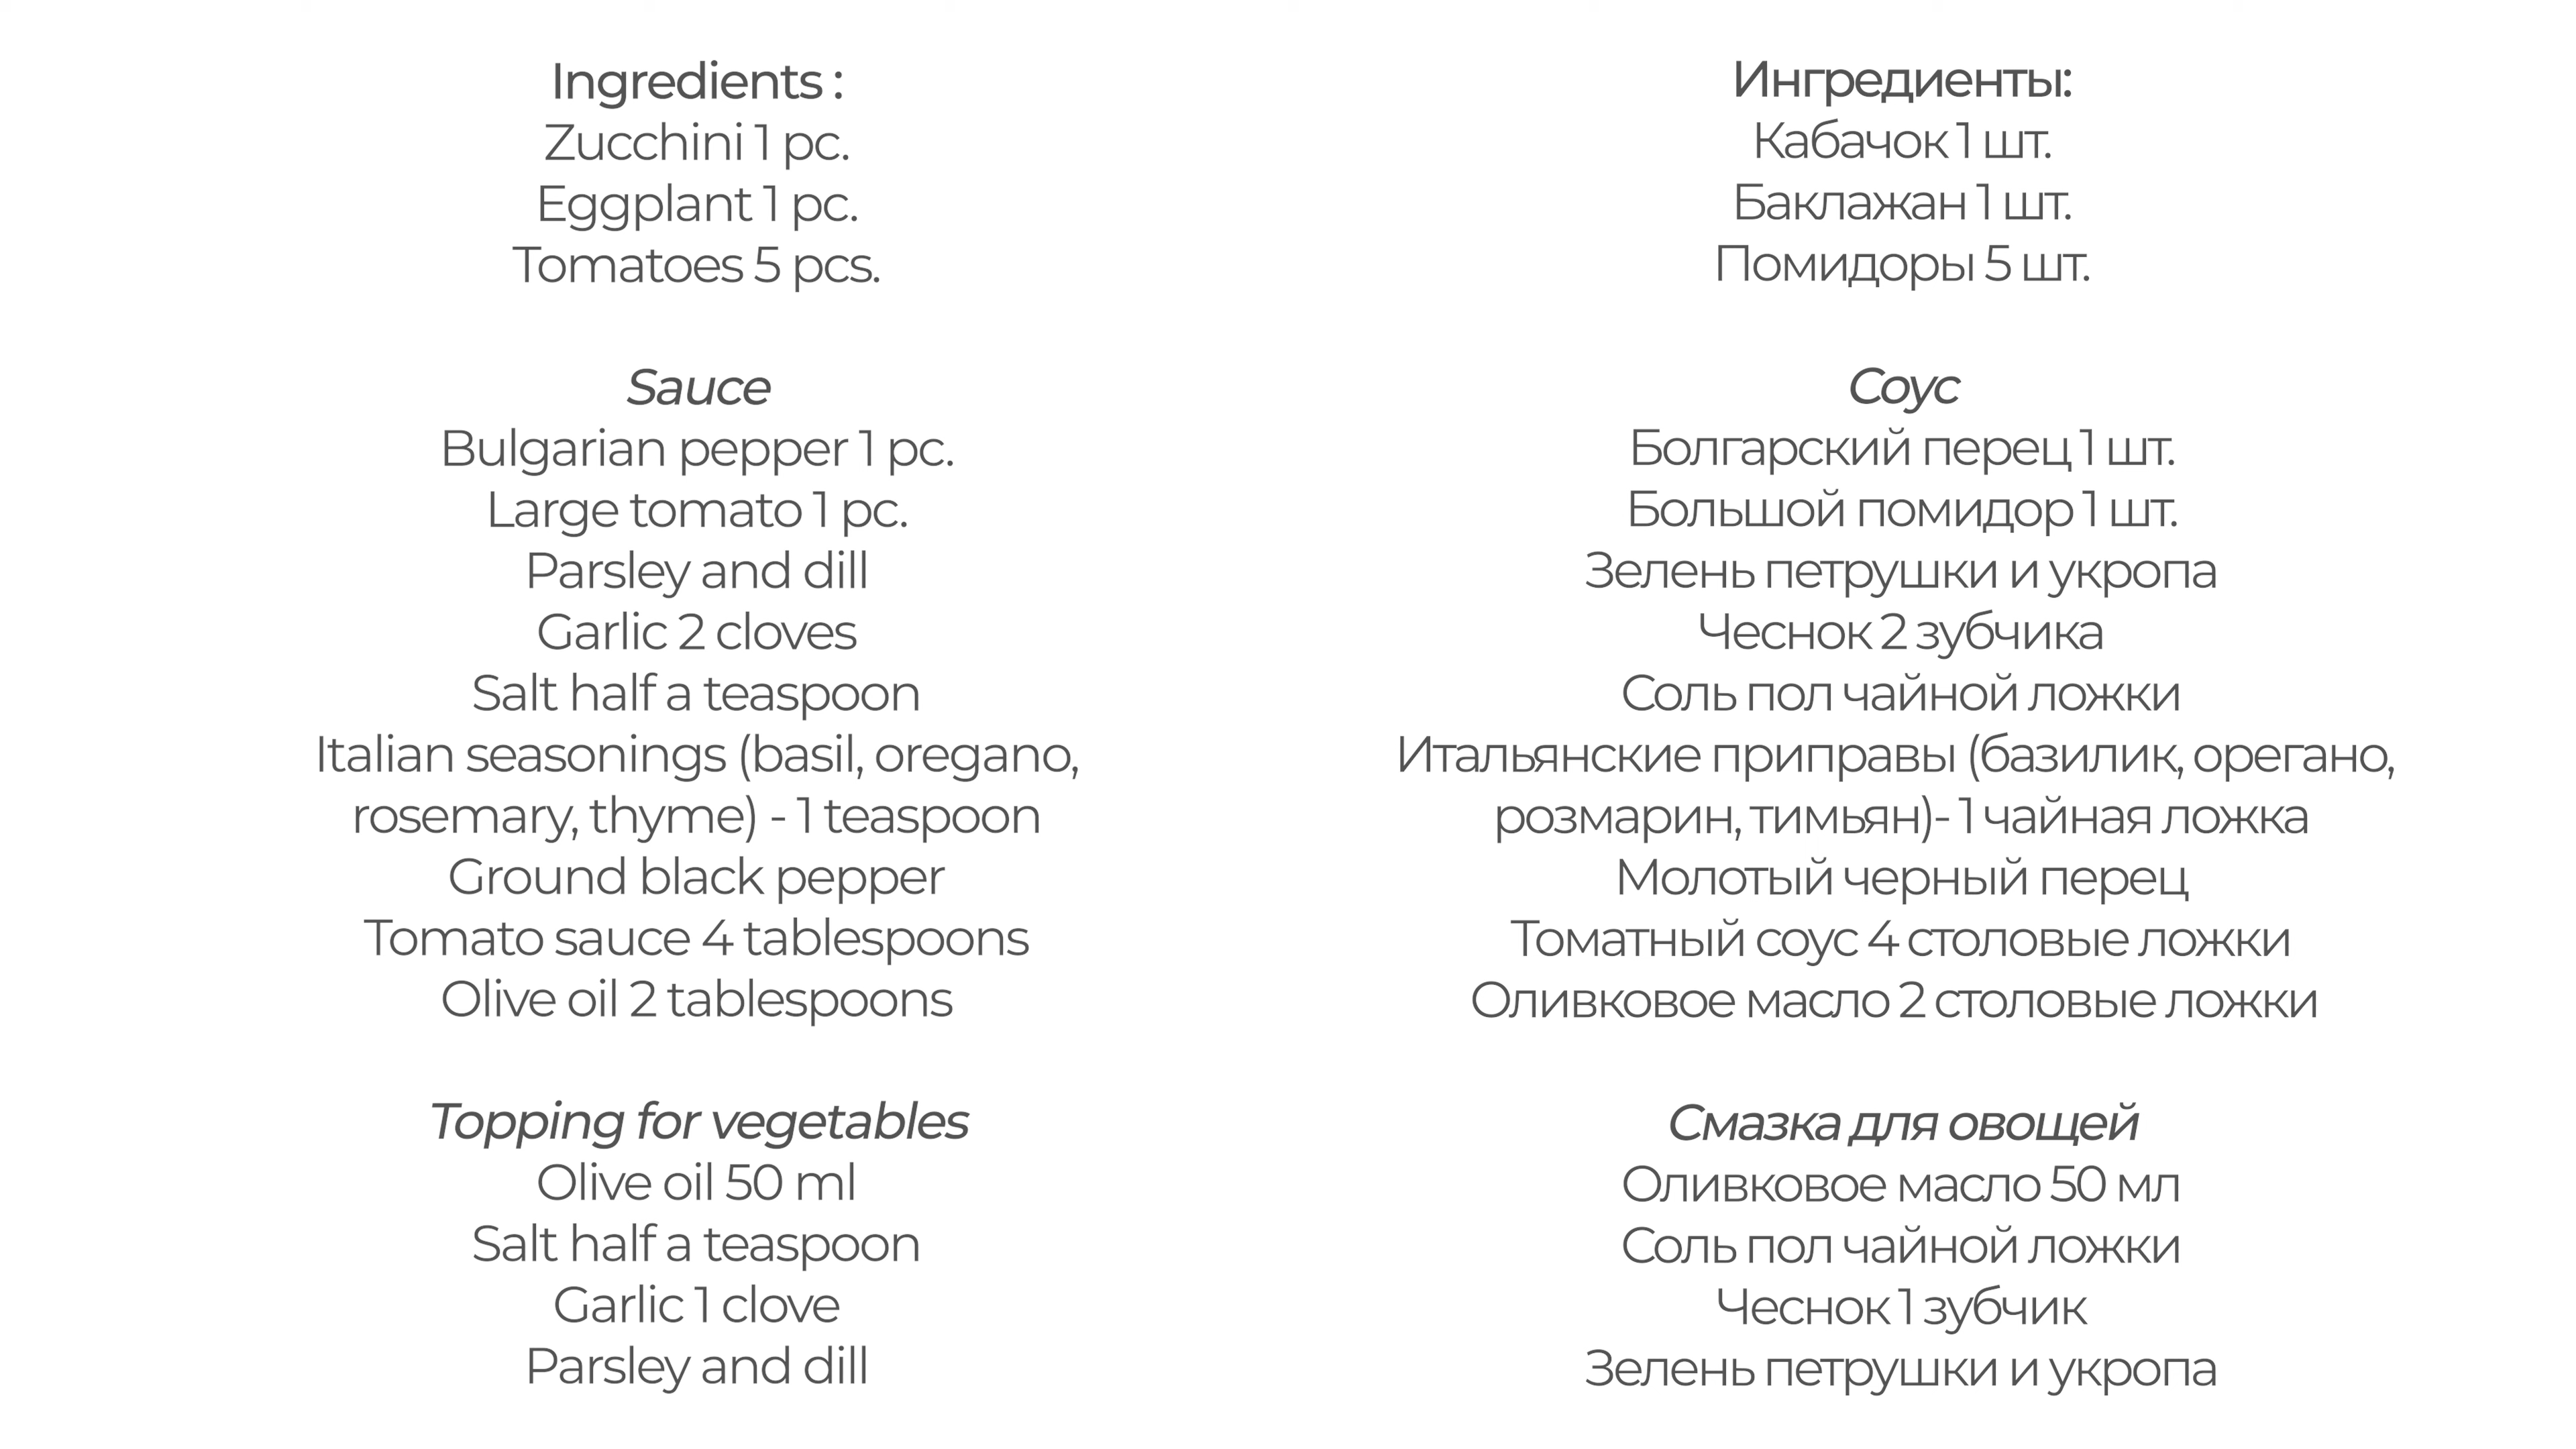 Ingredients :
Zucchini 1 pc.
Eggplant 1 pc.
Tomatoes 5 pcs.
Sauce
Bulgarian pepper 1 pc.
Large tomato 1 pc.
Parsley and dill
Garlic 2 cloves
Salt half a teaspoon
Italian seasonings (basil, oregano,
rosemary, thyme) - 1 teaspoon
Ground black pepper
Tomato sauce 4 tablespoons
Olive oil 2 tablespoons
Topping for vegetables
Olive oil 50 ml
Salt half a teaspoon
Garlic 1 clove
Parsley and dill
Ингредиенты:
Кабачок 1 шт.
Баклажан 1 шт.
Помидоры 5 шт.
Соус
Болгарский перец 1 шт.
Большой помидор 1 шт.
Зелень петрушки и укропа
Чеснок 2 зубчика
Соль пол чайной ложки
Итальянские приправы (базилик, орегано,
розмарин, тимьян)- 1 чайная ложка
Молотый черный перец
Томатный соус 4 столовые ложки
Оливковое масло 2 столовые ложки
Смазка для овощей
Оливковое масло 50 мл
Соль пол чайной ложки
Чеснок 1 зубчик
Зелень петрушки и укропа